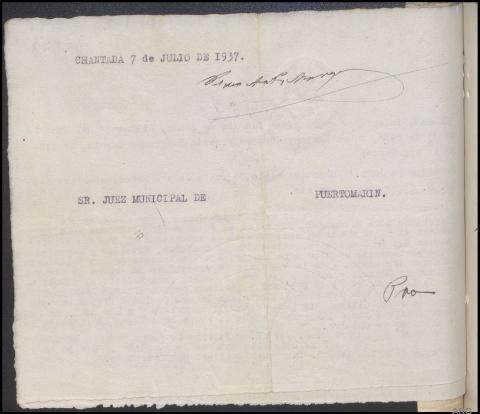 CHANTADA 7 de JULIO DE 1937.
SR. JUEZ MUNICIPAL DE PUERTOMARIN.